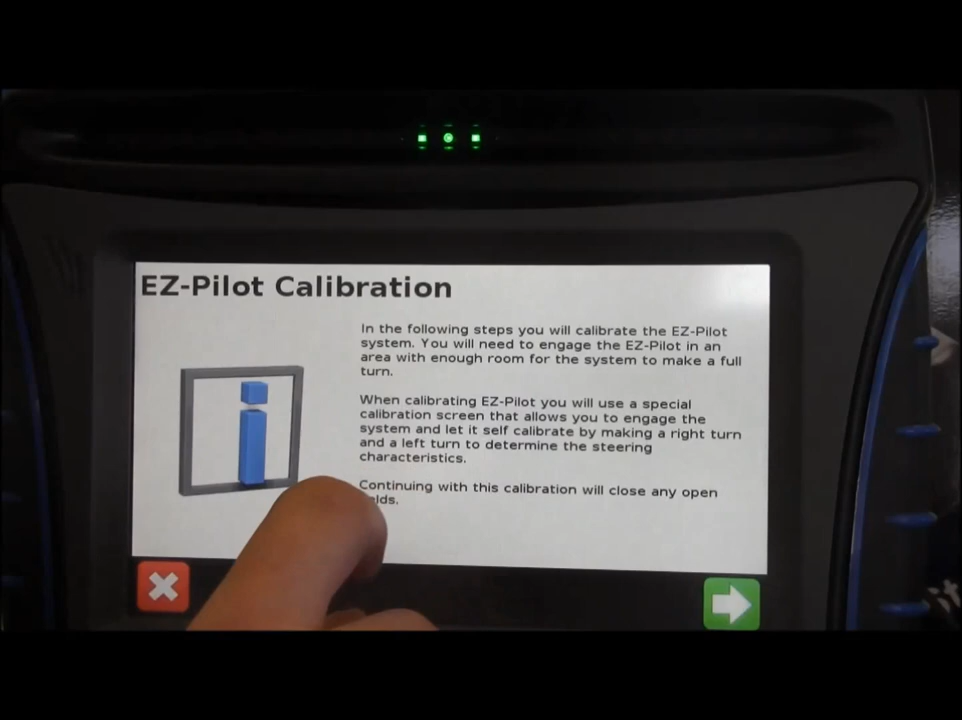 EZ-Pilot Calibration
In the following steps you will calibrate the EZ-Pilot
system. You will need to engage the EZ-Pilot in an
area with enough room for the system to make a full
turn.
When calibrating EZ-Pilot you will use a special
calibration screen that allows you to engage the
system and let it self calibrate by making a right turn
and a left turn to determine the steering
characteristics.
Continuing with this calibration will close any open